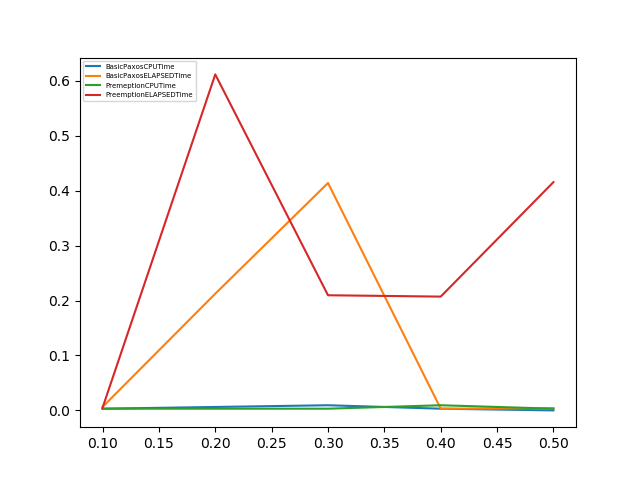 BasicPaxosCPUTime
BasicPaxosELAPSEDTime
PremeptionCPUTime
PreemptionELAPSEDTime
0.6
0.5
0.4
0.3
0.2
0.1
0.0
0.10 0.15 0.20 0.25 0.30 0.35 0.40 0.45 0.50